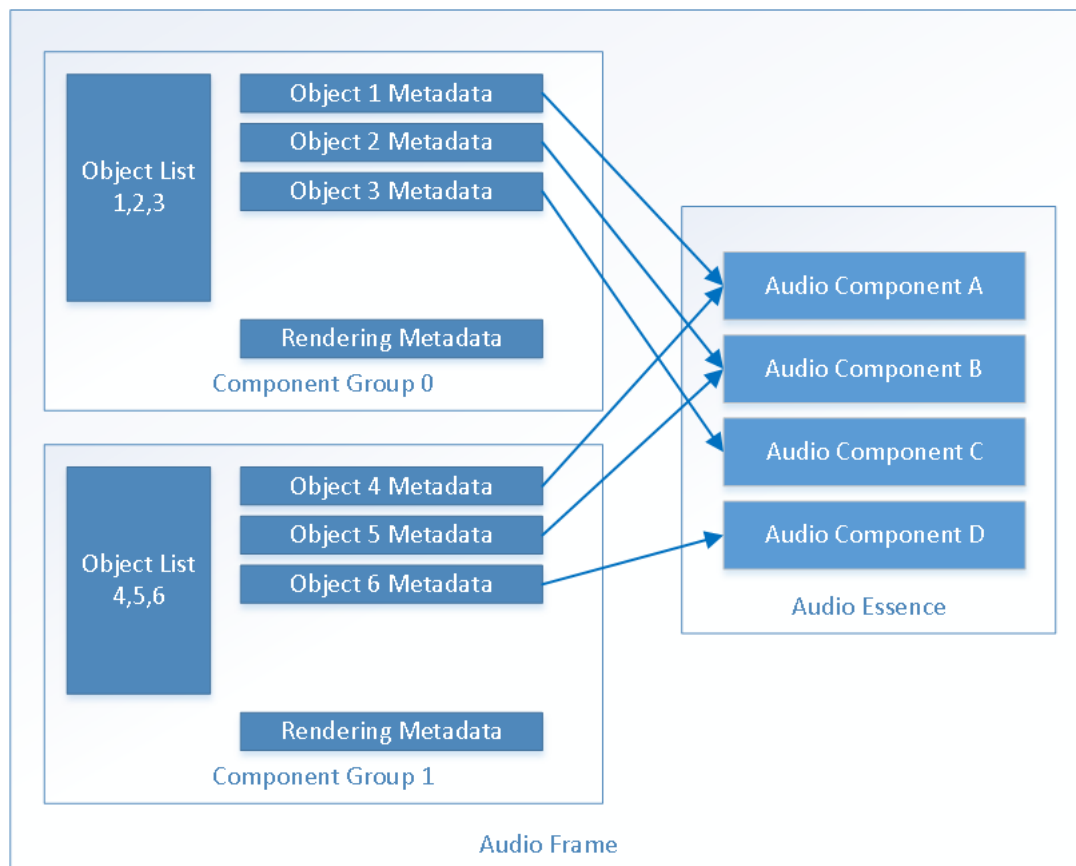 Object List
1,2,3
Object 1 Metadata
Object 2 Metadata
Object 3 Metadata
Rendering Metadata
Component Group 0
Object List
4,5,6
Object 4 Metadata
Object 5 Metadata
Object 6 Metadata
Rendering Metadata
Component Group 1
Audio Component A
Audio Component B
Audio Component C
Audio Component D
Audio Essence
Audio Frame